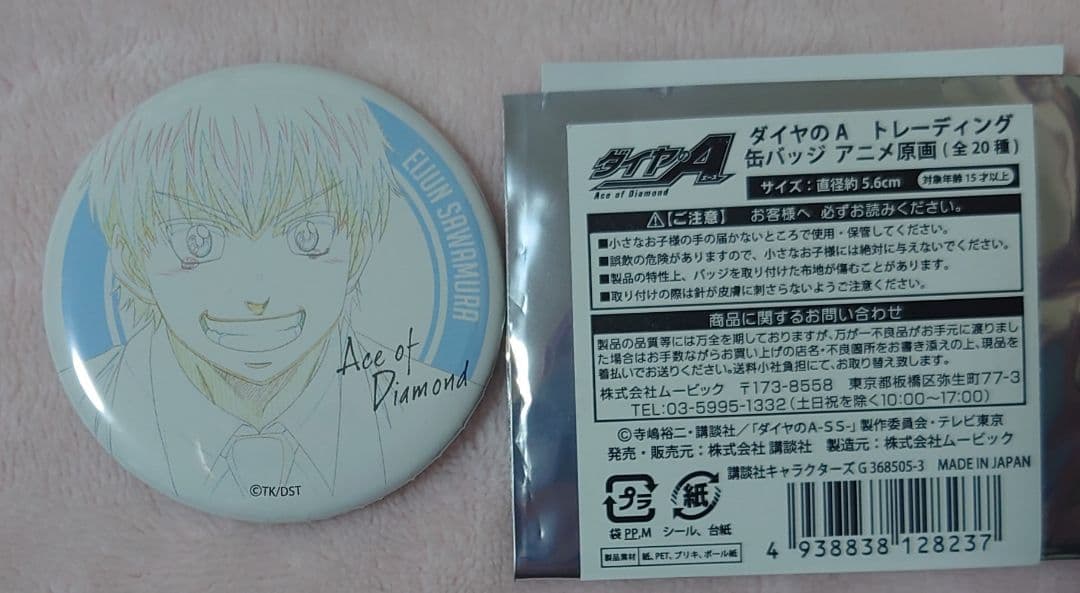 EIJUN SAWAMURA
Ace of
Diamond
©TK/DST
ダイヤのA
Ace of Diamond
ダイヤのA トレーディング
缶バッジ アニメ原画(全20種)
サイズ:直径約5.6cm
対象年齢15才以上
⚠【ご注意】 お客様へ 必ずお読みください。
■小さなお子様の手の届かないところで使用・保管してください。
■誤飲の危険がありますので、小さなお子様には絶対に与えないでください。
■製品の特性上、バッジを取り付けた布地が傷むことがあります。
■取り付けの際は針が皮膚に刺さらないようご注意ください。
商品に関するお問い合わせ
製品の品質等には万全を期しておりますが、万が一不良品がお手元に渡りまし
た場合はお手数ながらお買い上げの店名・不良箇所をお書き添えの上、現品を
着払いでお送りください。送料小社負担にて、お取り替え致します。
株式会社ムービック 〒173-8558 東京都板橋区弥生町77-3
TEL:03-5995-1332(土日祝を除く10:00～17:00)
©寺嶋裕二・講談社/「ダイヤのA-SS-」製作委員会・テレビ東京
発売・販売元:株式会社 講談社 製造元:株式会社ムービック
講談社キャラクターズ G 368505-3 MADE IN JAPAN
プラ
袋PP,M
紙
シール、台紙
製品素材 紙、PET、ブリキ、ボール紙
4 938838 128237